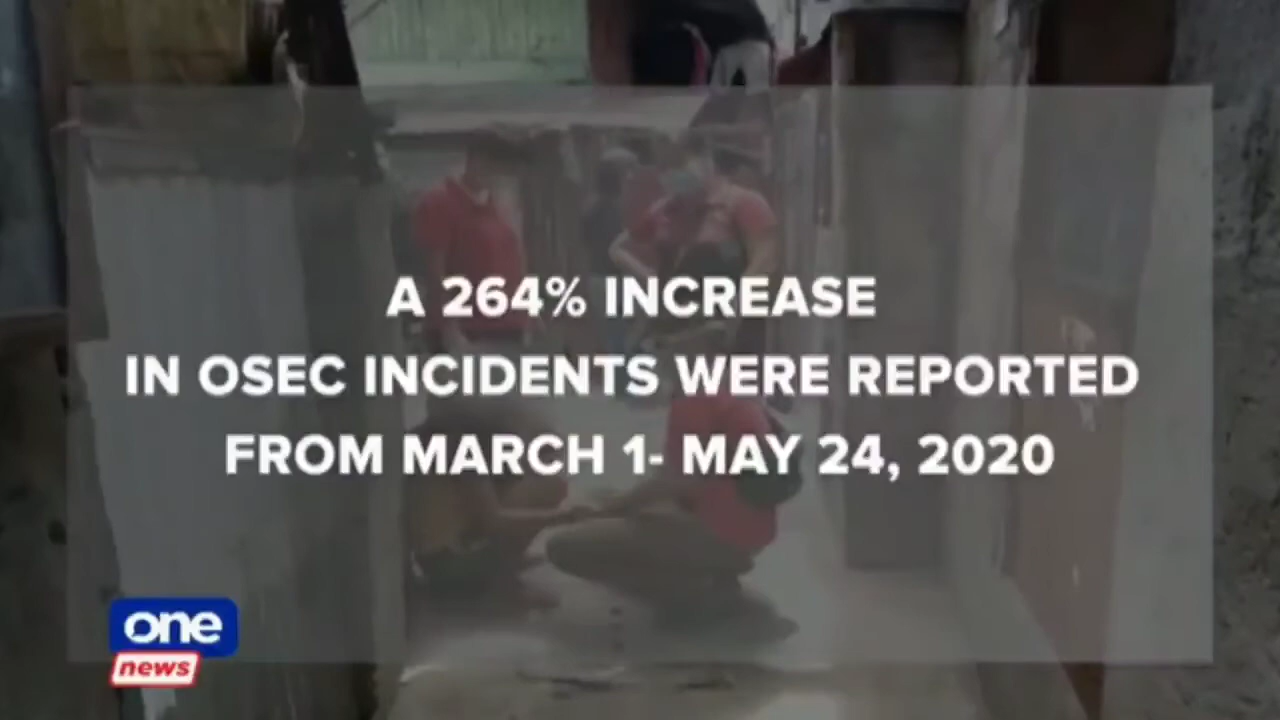 A 264% INCREASE
IN OSEC INCIDENTS WERE REPORTED
FROM MARCH 1- MAY 24, 2020
one
news